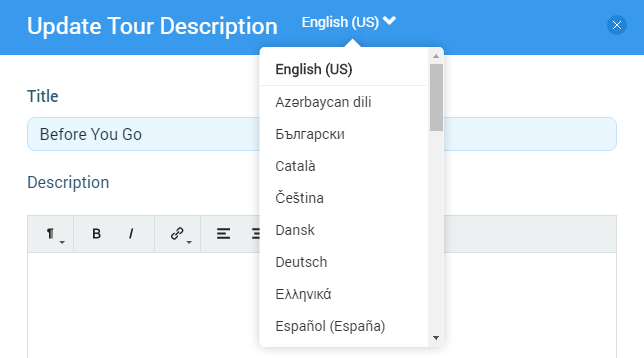 Update Tour Description
English (US)
English (US)
Title
Azərbaycan dili
Before You Go
Български
Català
Description
Čeština
Dansk
¶ B I
Deutsch
Ελληνικά
Español (España)